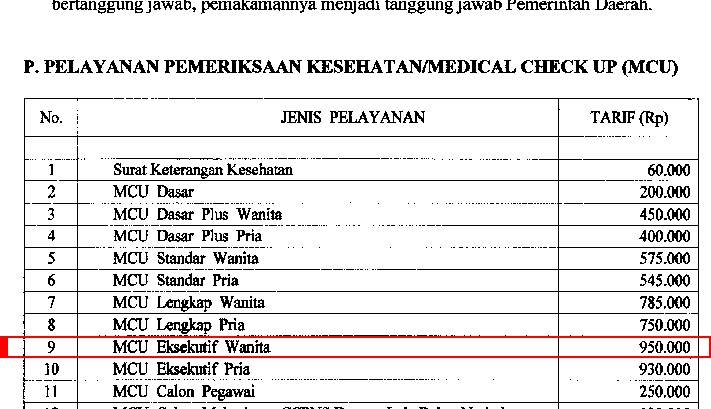 bertanggung jawab, pemakamannya menjadi tanggung jawab Pemerintah Daerah.
P. PELAYANAN PEMERIKSAAN KESEHATAN/MEDICAL CHECK UP (MCU)
No. JENIS PELAYANAN TARIF (Rp)
1 Surat Keterangan Kesehatan 60.000
2 MCU Dasar 200.000
3 MCU Dasar Plus Wanita 450.000
4 MCU Dasar Plus Pria 400.000
5 MCU Standar Wanita 575.000
6 MCU Standar Pria 545.000
7 MCU Lengkap Wanita 785.000
8 MCU Lengkap Pria 750.000
9 MCU Eksekutif Wanita 950.000
10 MCU Eksekutif Pria 930.000
11 MCU Calon Pegawai 250.000